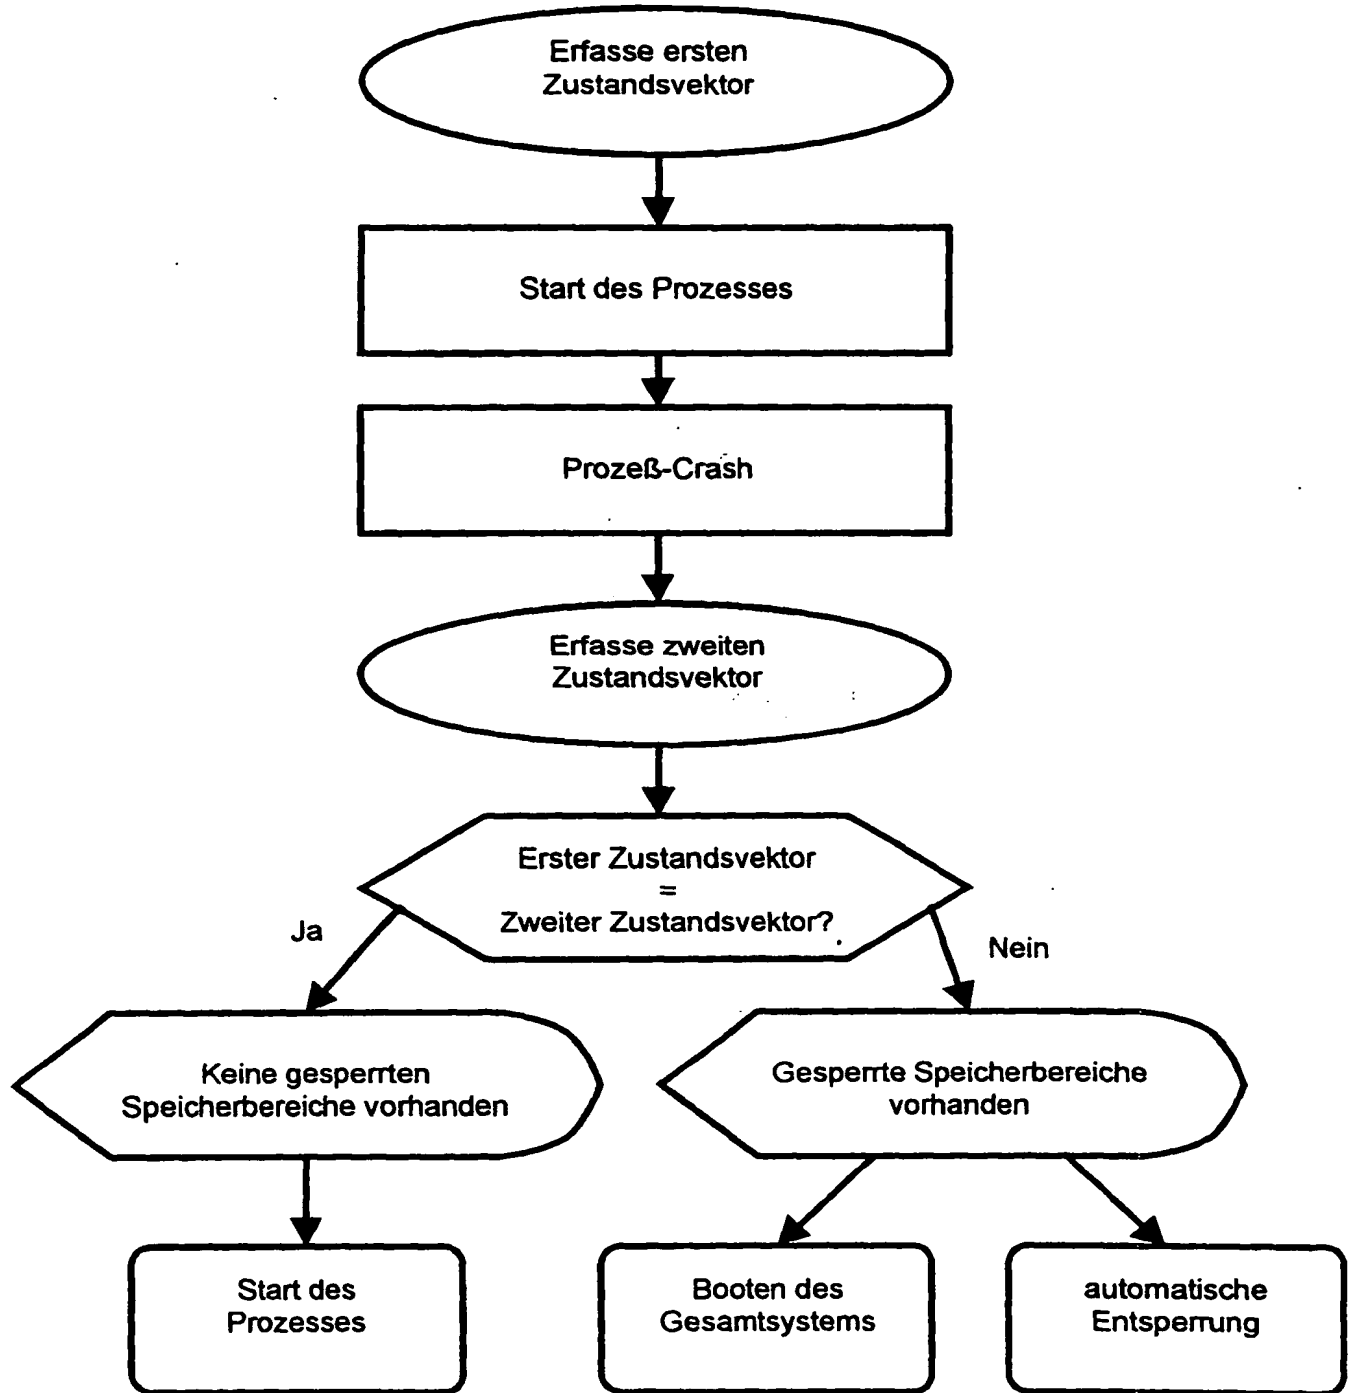 Erfasse ersten
Zustandsvektor
Start des Prozesses
Prozeß-Crash
Erfasse zweiten
Zustandsvektor
Erster Zustandsvektor
=
Zweiter Zustandsvektor?
Ja
Nein
Keine gesperrten
Speicherbereiche vorhanden
Gesperrte Speicherbereiche
vorhanden
Start des
Prozesses
Booten des
Gesamtsystems
automatische
Entsperrung